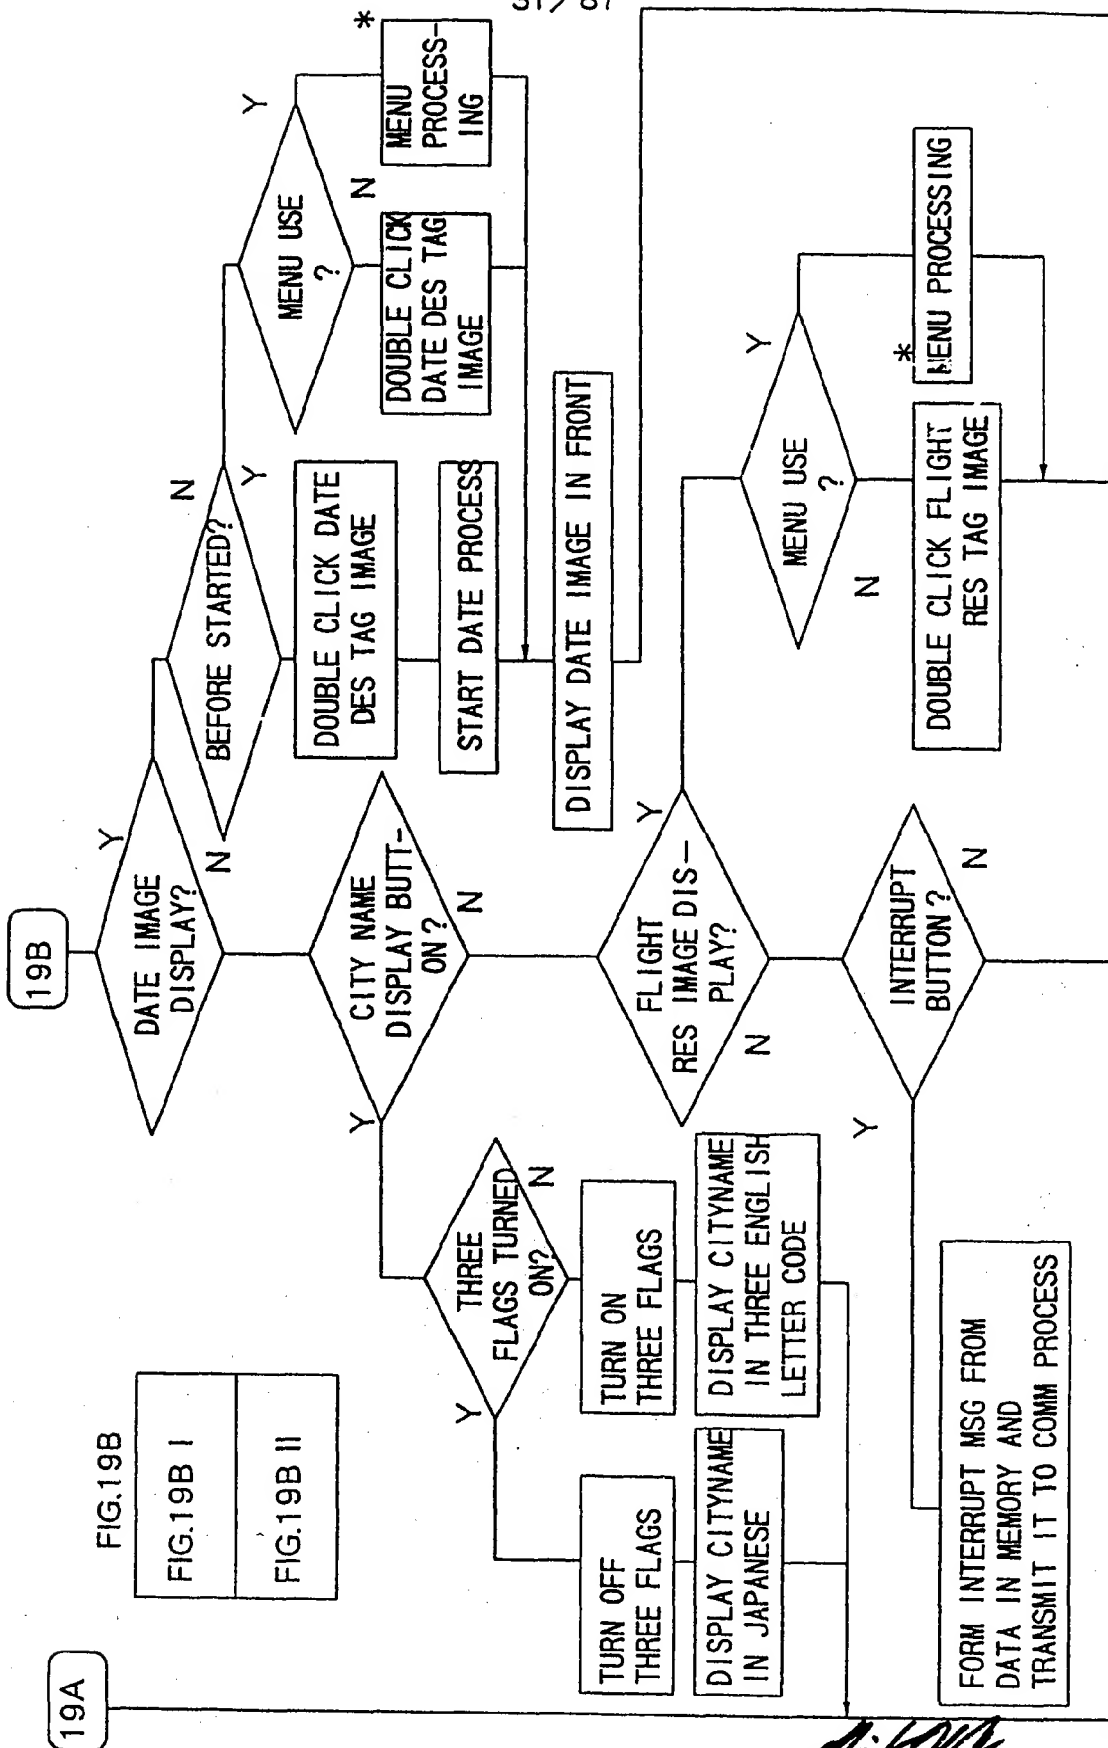 31/87
19A
FIG.19B
FIG.19B I
FIG.19B II
19B
DATE IMAGE
DISPLAY?
Y
N
BEFORE STARTED?
N
Y
MENU USE
?
Y
N
*
MENU
PROCESS-
ING
DOUBLE CLICK
DATE DES TAG
IMAGE
DOUBLE CLICK DATE
DES TAG IMAGE
START DATE PROCESS
DISPLAY DATE IMAGE IN FRONT
CITY NAME
DISPLAY BUTT-
ON?
Y
N
THREE
FLAGS TURNED
ON?
Y
N
TURN OFF
THREE FLAGS
TURN ON
THREE FLAGS
DISPLAY CITYNAME
IN JAPANESE
DISPLAY CITYNAME
IN THREE ENGLISH
LETTER CODE
FLIGHT
RES IMAGE DIS-
PLAY?
Y
N
MENU USE
?
Y
N
*
MENU PROCESSING
DOUBLE CLICK FLIGHT
RES TAG IMAGE
INTERRUPT
BUTTON?
Y
N
FORM INTERRUPT MSG FROM
DATA IN MEMORY AND
TRANSMIT IT TO COMM PROCESS